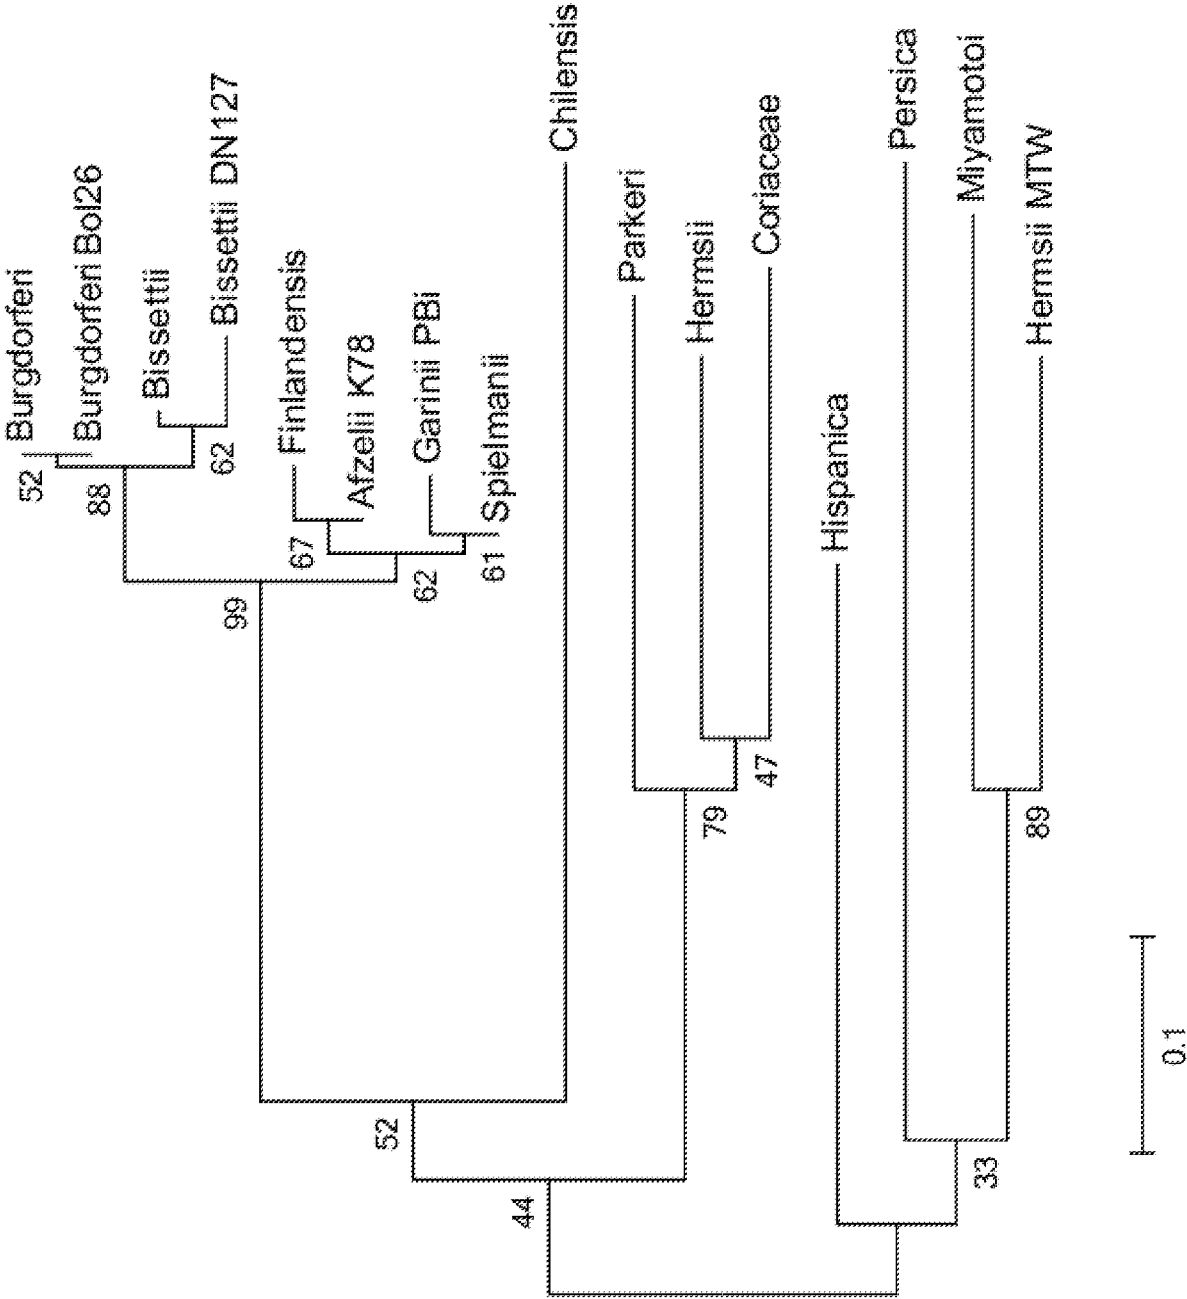 Burgdorferi
Burgdorferi Bol26
Bissettii
Bissettii DN127
Finlandensis
Afzelii K78
Garinii PBi
Spielmanii
Chilensis
Parkeri
Hermsii
Coriaceae
Hispanica
Persica
Miyamotoi
Hermsii MTW
52
88
62
67
62
61
99
52
44
79
47
33
89
0.1